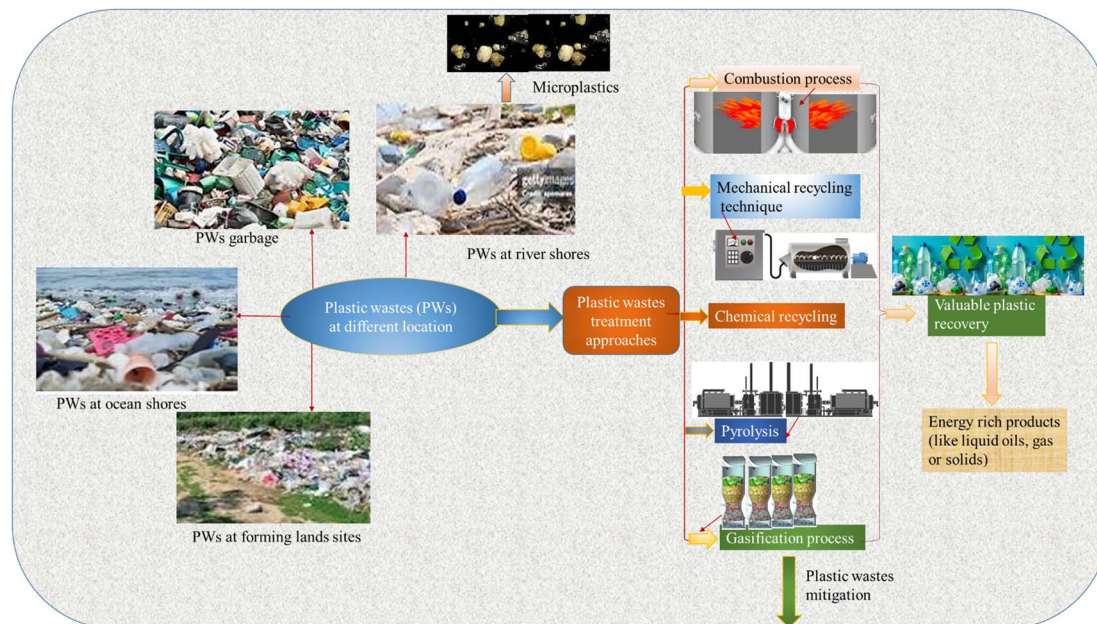 Microplastics
Combustion process
gettyimages
PWs garbage
PWs at river shores
Mechanical recycling
technique
PWs at ocean shores
Plastic wastes (PWs)
at different location
Plastic wastes
treatment
approaches
Chemical recycling
Valuable plastic
recovery
Pyrolysis
Energy rich products
(like liquid oils, gas
or solids)
PWs at forming lands sites
Gasification process
Plastic wastes
mitigation